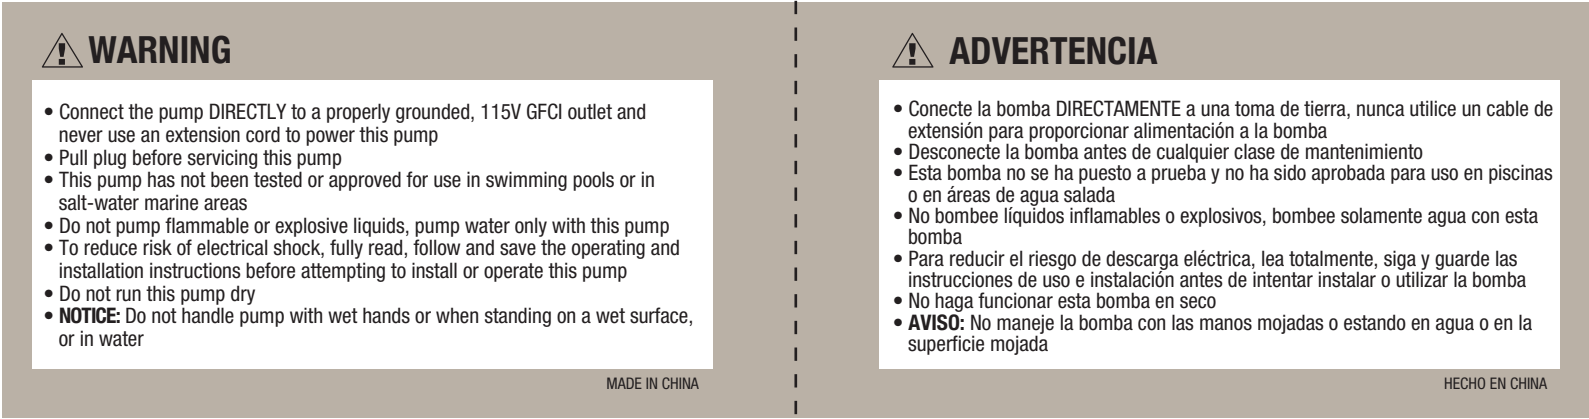 WARNING
• Connect the pump DIRECTLY to a properly grounded, 115V GFCI outlet and
never use an extension cord to power this pump
• Pull plug before servicing this pump
• This pump has not been tested or approved for use in swimming pools or in
salt-water marine areas
• Do not pump flammable or explosive liquids, pump water only with this pump
• To reduce risk of electrical shock, fully read, follow and save the operating and
installation instructions before attempting to install or operate this pump
• Do not run this pump dry
• NOTICE: Do not handle pump with wet hands or when standing on a wet surface,
or in water
MADE IN CHINA
ADVERTENCIA
• Conecte la bomba DIRECTAMENTE a una toma de tierra, nunca utilice un cable de
extensión para proporcionar alimentación a la bomba
• Desconecte la bomba antes de cualquier clase de mantenimiento
• Esta bomba no se ha puesto a prueba y no ha sido aprobada para uso en piscinas
o en áreas de agua salada
• No bombee líquidos inflamables o explosivos, bombee solamente agua con esta
bomba
• Para reducir el riesgo de descarga eléctrica, lea totalmente, siga y guarde las
instrucciones de uso e instalación antes de intentar instalar o utilizar la bomba
• No haga funcionar esta bomba en seco
• AVISO: No maneje la bomba con las manos mojadas o estando en agua o en la
superficie mojada
HECHO EN CHINA